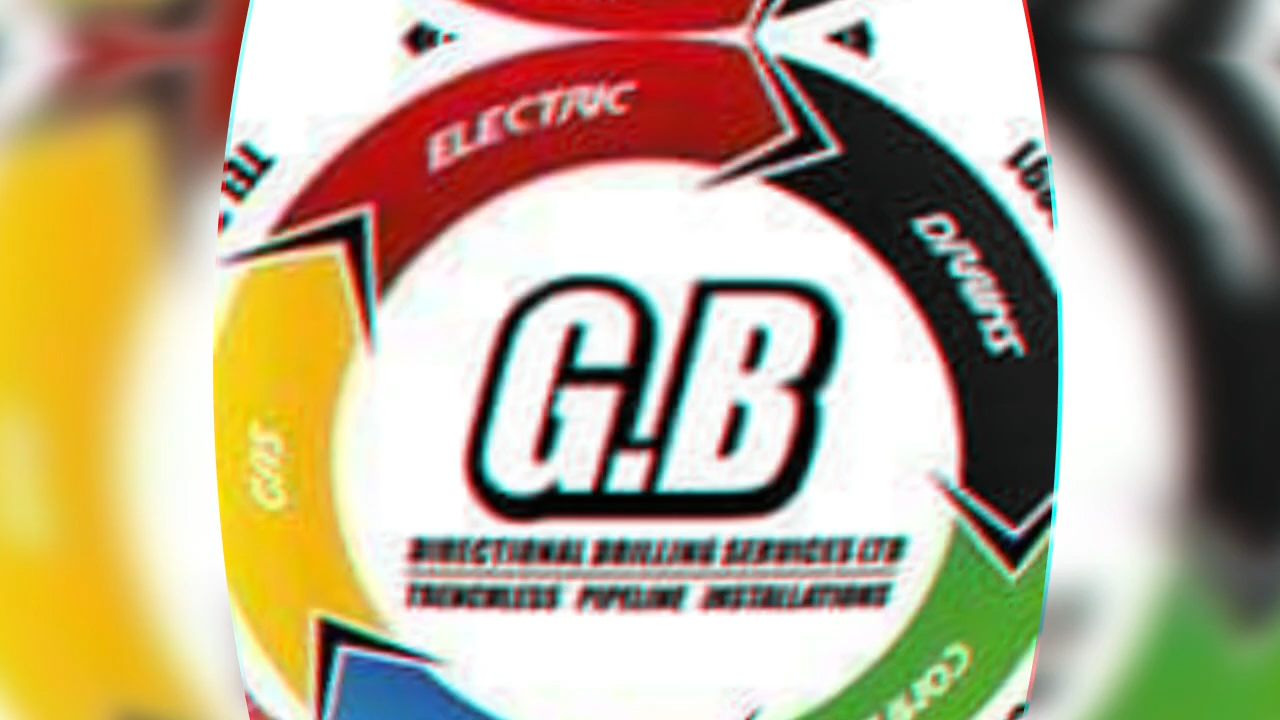 ELECTRIC
DRAINS
GAS
G.B
DIRECTIONAL DRILLING SERVICES LTD
TRENCHLESS PIPELINE INSTALLATIONS